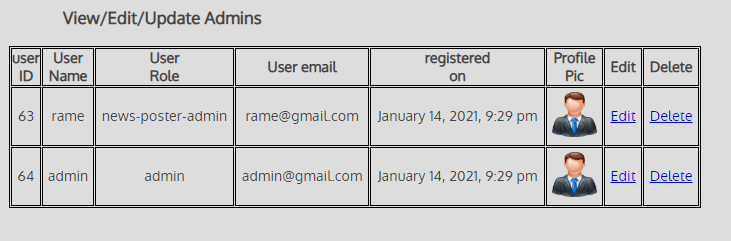 View/Edit/Update Admins
user ID User Name User Role User email registered on Profile Pic Edit Delete
63 rame news-poster-admin rame@gmail.com January 14, 2021, 9:29 pm Edit Delete
64 admin admin admin@gmail.com January 14, 2021, 9:29 pm Edit Delete